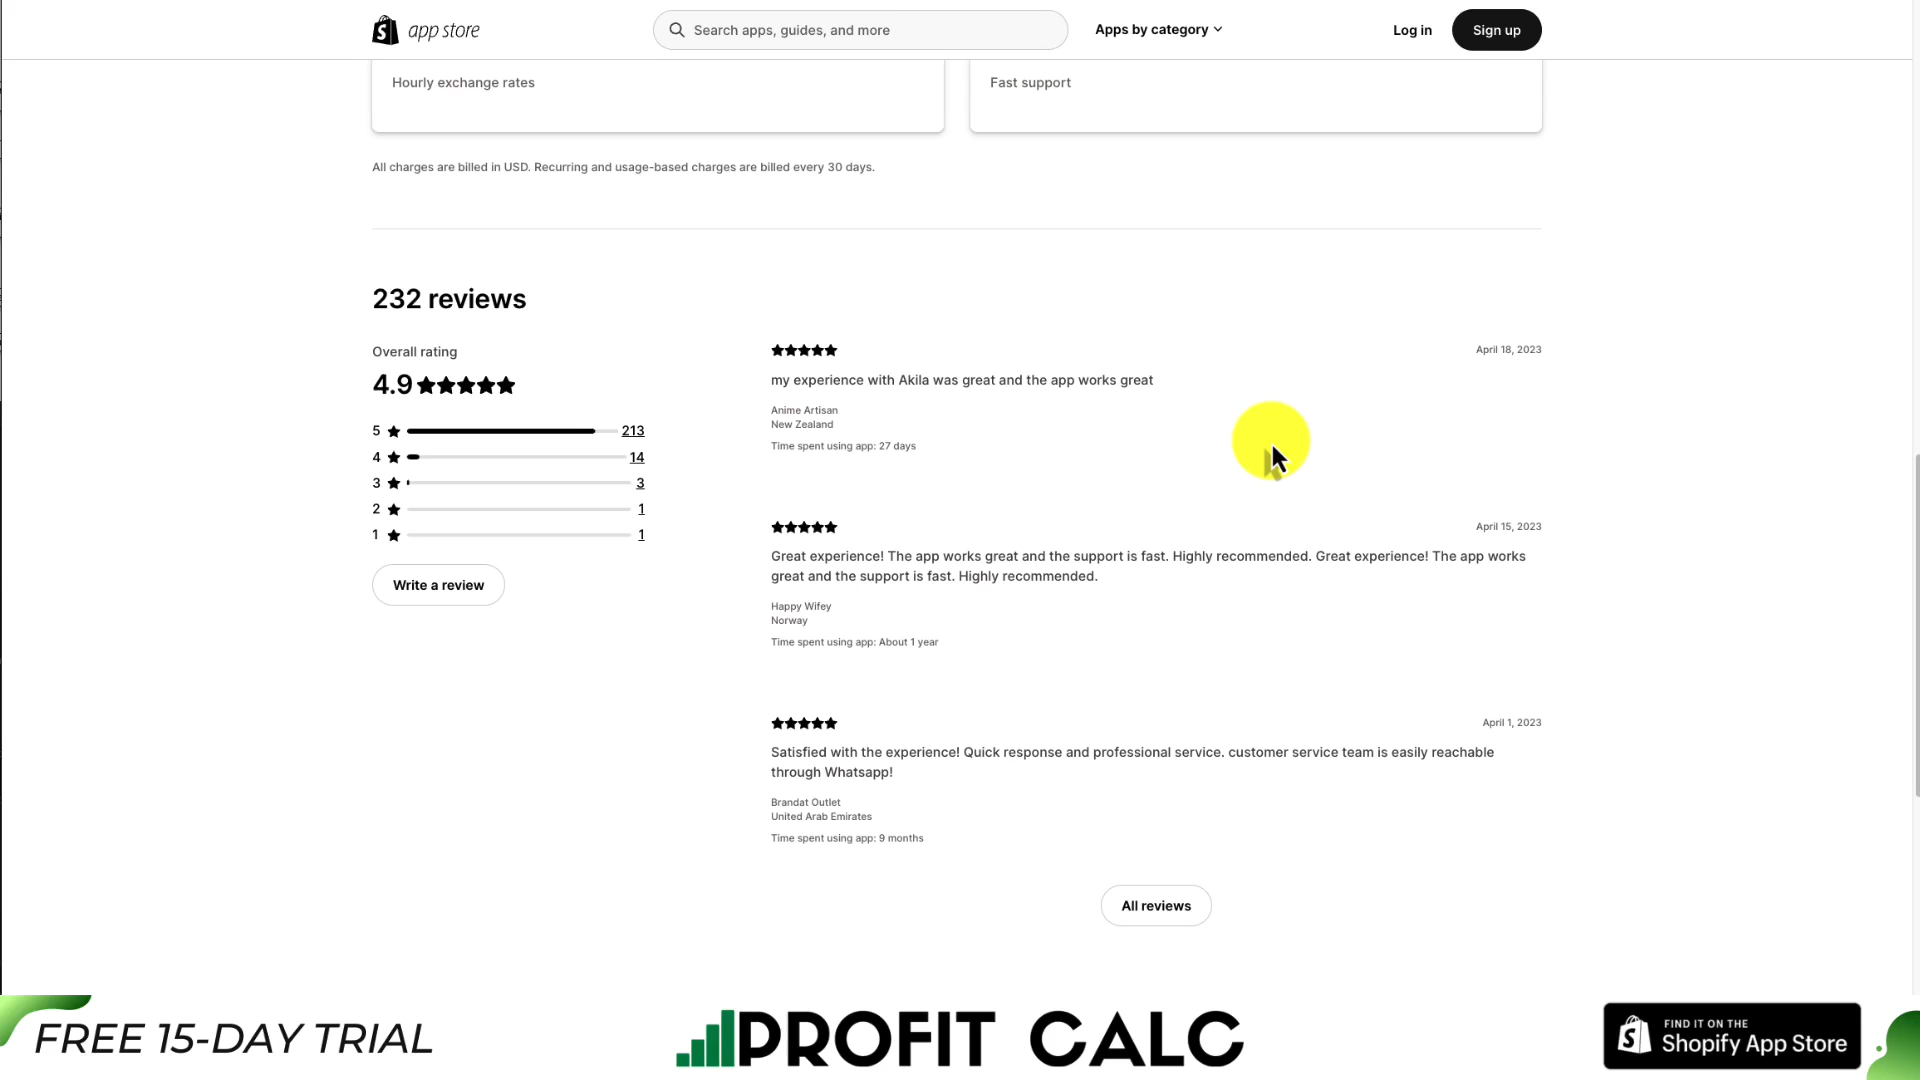 app store
Search apps, guides, and more
Apps by category
Log in
Sign up
Hourly exchange rates
Fast support
All charges are billed in USD. Recurring and usage-based charges are billed every 30 days.
232 reviews
Overall rating
4.9
5 213
4 14
3 3
2 1
1 1
Write a review
April 18, 2023
my experience with Akila was great and the app works great
Anime Artisan
New Zealand
Time spent using app: 27 days
April 15, 2023
Great experience! The app works great and the support is fast. Highly recommended. Great experience! The app works
great and the support is fast. Highly recommended.
Happy Wifey
Norway
Time spent using app: About 1 year
April 1, 2023
Satisfied with the experience! Quick response and professional service. customer service team is easily reachable
through Whatsapp!
Brandat Outlet
United Arab Emirates
Time spent using app: 9 months
All reviews
FREE 15-DAY TRIAL
PROFIT CALC
FIND IT ON THE
Shopify App Store